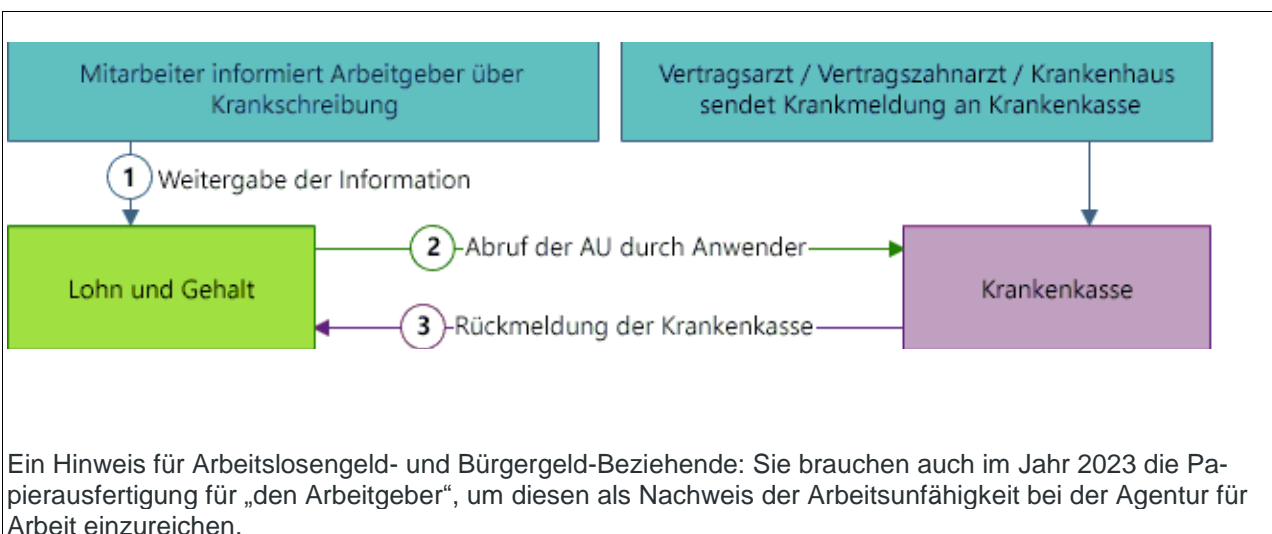 Mitarbeiter informiert Arbeitgeber über
Krankschreibung
Vertragsarzt / Vertragszahnarzt / Krankenhaus
sendet Krankmeldung an Krankenkasse
1 Weitergabe der Information
2 Abruf der AU durch Anwender
Lohn und Gehalt
Krankenkasse
3 Rückmeldung der Krankenkasse
Ein Hinweis für Arbeitslosengeld- und Bürgergeld-Beziehende: Sie brauchen auch im Jahr 2023 die Pa-
pierausfertigung für „den Arbeitgeber“, um diesen als Nachweis der Arbeitsunfähigkeit bei der Agentur für
Arbeit einzureichen.